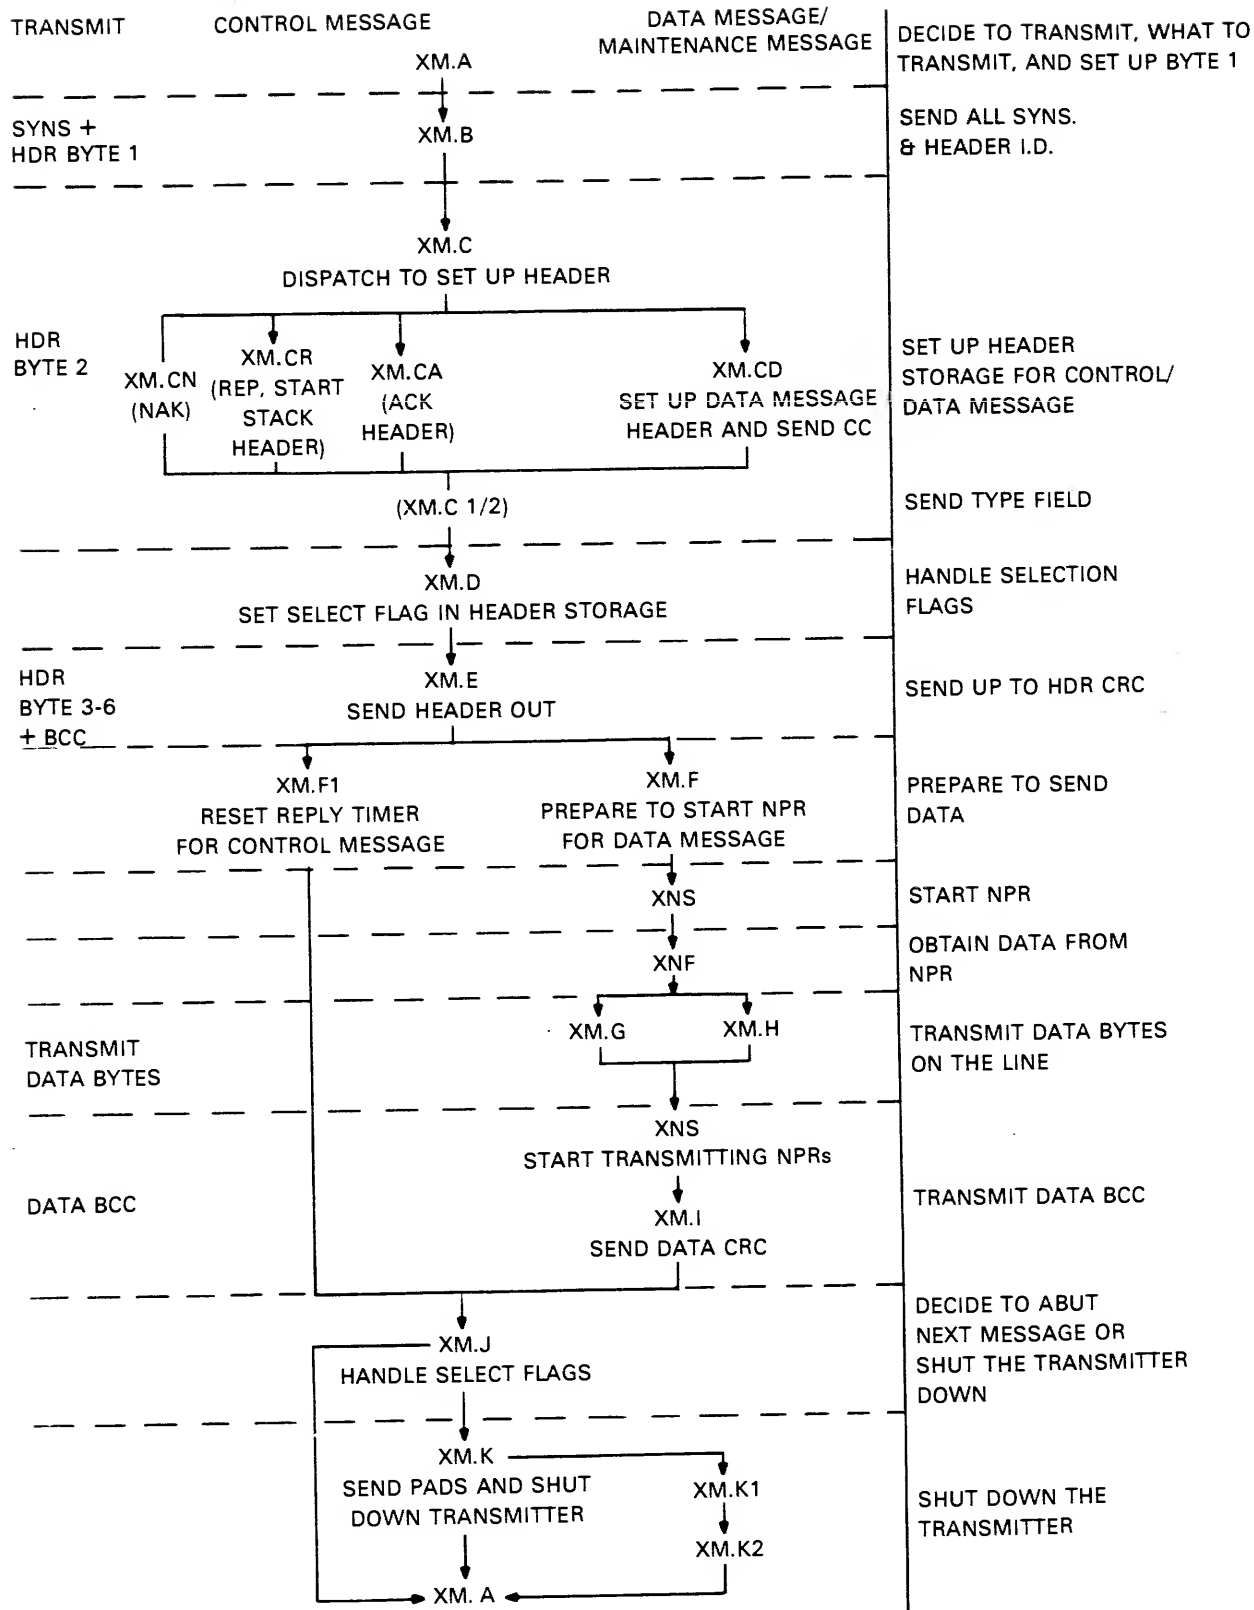 TRANSMIT
CONTROL MESSAGE
DATA MESSAGE/
MAINTENANCE MESSAGE
DECIDE TO TRANSMIT, WHAT TO
TRANSMIT, AND SET UP BYTE 1
XM.A
SYNS +
HDR BYTE 1
XM.B
SEND ALL SYNS.
& HEADER I.D.
XM.C
DISPATCH TO SET UP HEADER
HDR
BYTE 2
XM.CN
(NAK)
XM.CR
(REP, START
STACK
HEADER)
XM.CA
(ACK
HEADER)
XM.CD
SET UP DATA MESSAGE
HEADER AND SEND CC
SET UP HEADER
STORAGE FOR CONTROL/
DATA MESSAGE
(XM.C 1/2)
SEND TYPE FIELD
XM.D
SET SELECT FLAG IN HEADER STORAGE
HANDLE SELECTION
FLAGS
HDR
BYTE 3-6
+ BCC
XM.E
SEND HEADER OUT
SEND UP TO HDR CRC
XM.F1
RESET REPLY TIMER
FOR CONTROL MESSAGE
XM.F
PREPARE TO START NPR
FOR DATA MESSAGE
PREPARE TO SEND
DATA
XNS
START NPR
XNF
OBTAIN DATA FROM
NPR
TRANSMIT
DATA BYTES
XM.G
XM.H
TRANSMIT DATA BYTES
ON THE LINE
XNS
START TRANSMITTING NPRs
DATA BCC
XM.I
SEND DATA CRC
TRANSMIT DATA BCC
XM.J
HANDLE SELECT FLAGS
DECIDE TO ABUT
NEXT MESSAGE OR
SHUT THE TRANSMITTER
DOWN
XM.K
SEND PADS AND SHUT
DOWN TRANSMITTER
XM.K1
XM.K2
SHUT DOWN THE
TRANSMITTER
XM. A